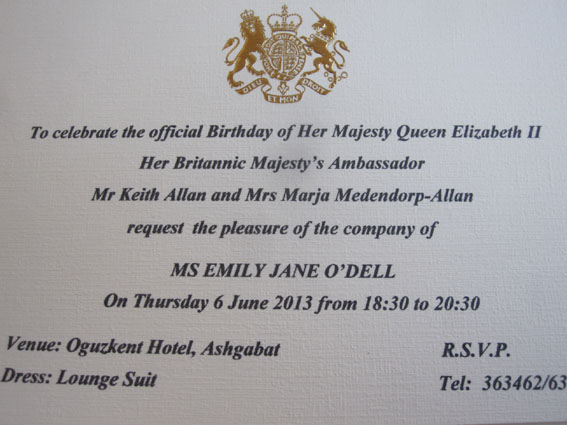 DIEU ET MON DROIT
To celebrate the official Birthday of Her Majesty Queen Elizabeth II
Her Britannic Majesty's Ambassador
Mr Keith Allan and Mrs Marja Medendorp-Allan
request the pleasure of the company of
MS EMILY JANE O'DELL
On Thursday 6 June 2013 from 18:30 to 20:30
Venue: Oguzkent Hotel, Ashgabat
R.S.V.P.
Dress: Lounge Suit
Tel: 363462/63